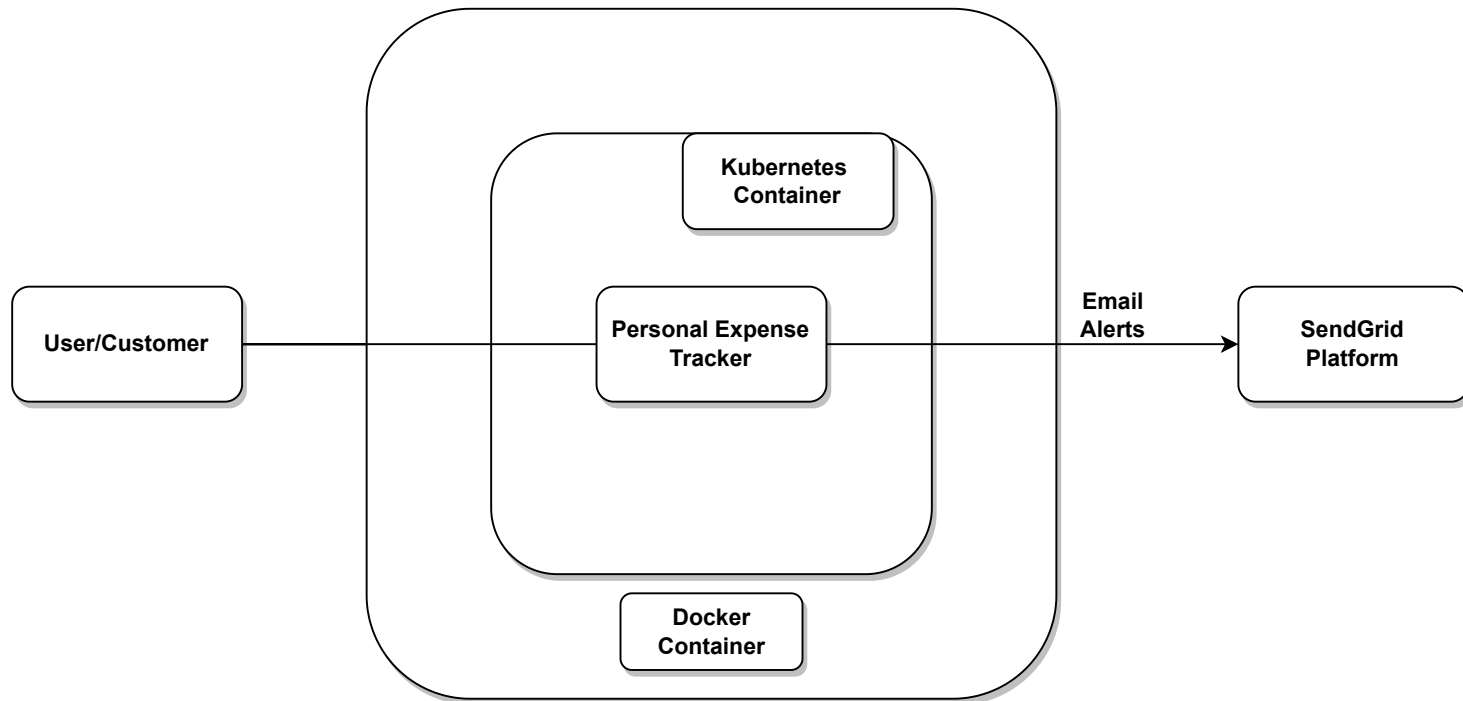 Kubernetes
Container
User/Customer
Personal Expense
Tracker
Email
Alerts
SendGrid
Platform
Docker
Container